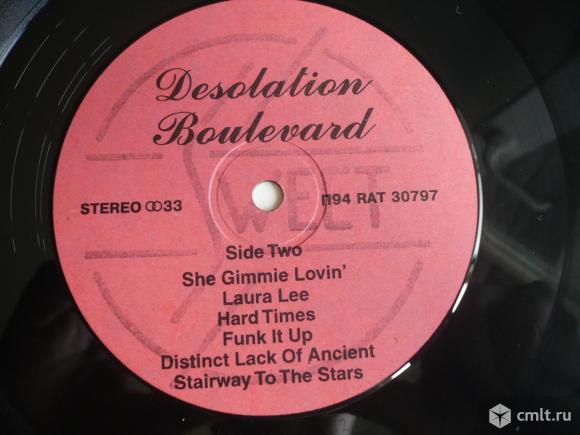 Desolation
Boulevard
SWEET
STEREO ꝏ33
П94 RAT 30797
Side Two
She Gimmie Lovin'
Laura Lee
Hard Times
Funk It Up
Distinct Lack Of Ancient
Stairway To The Stars
cmlt.ru